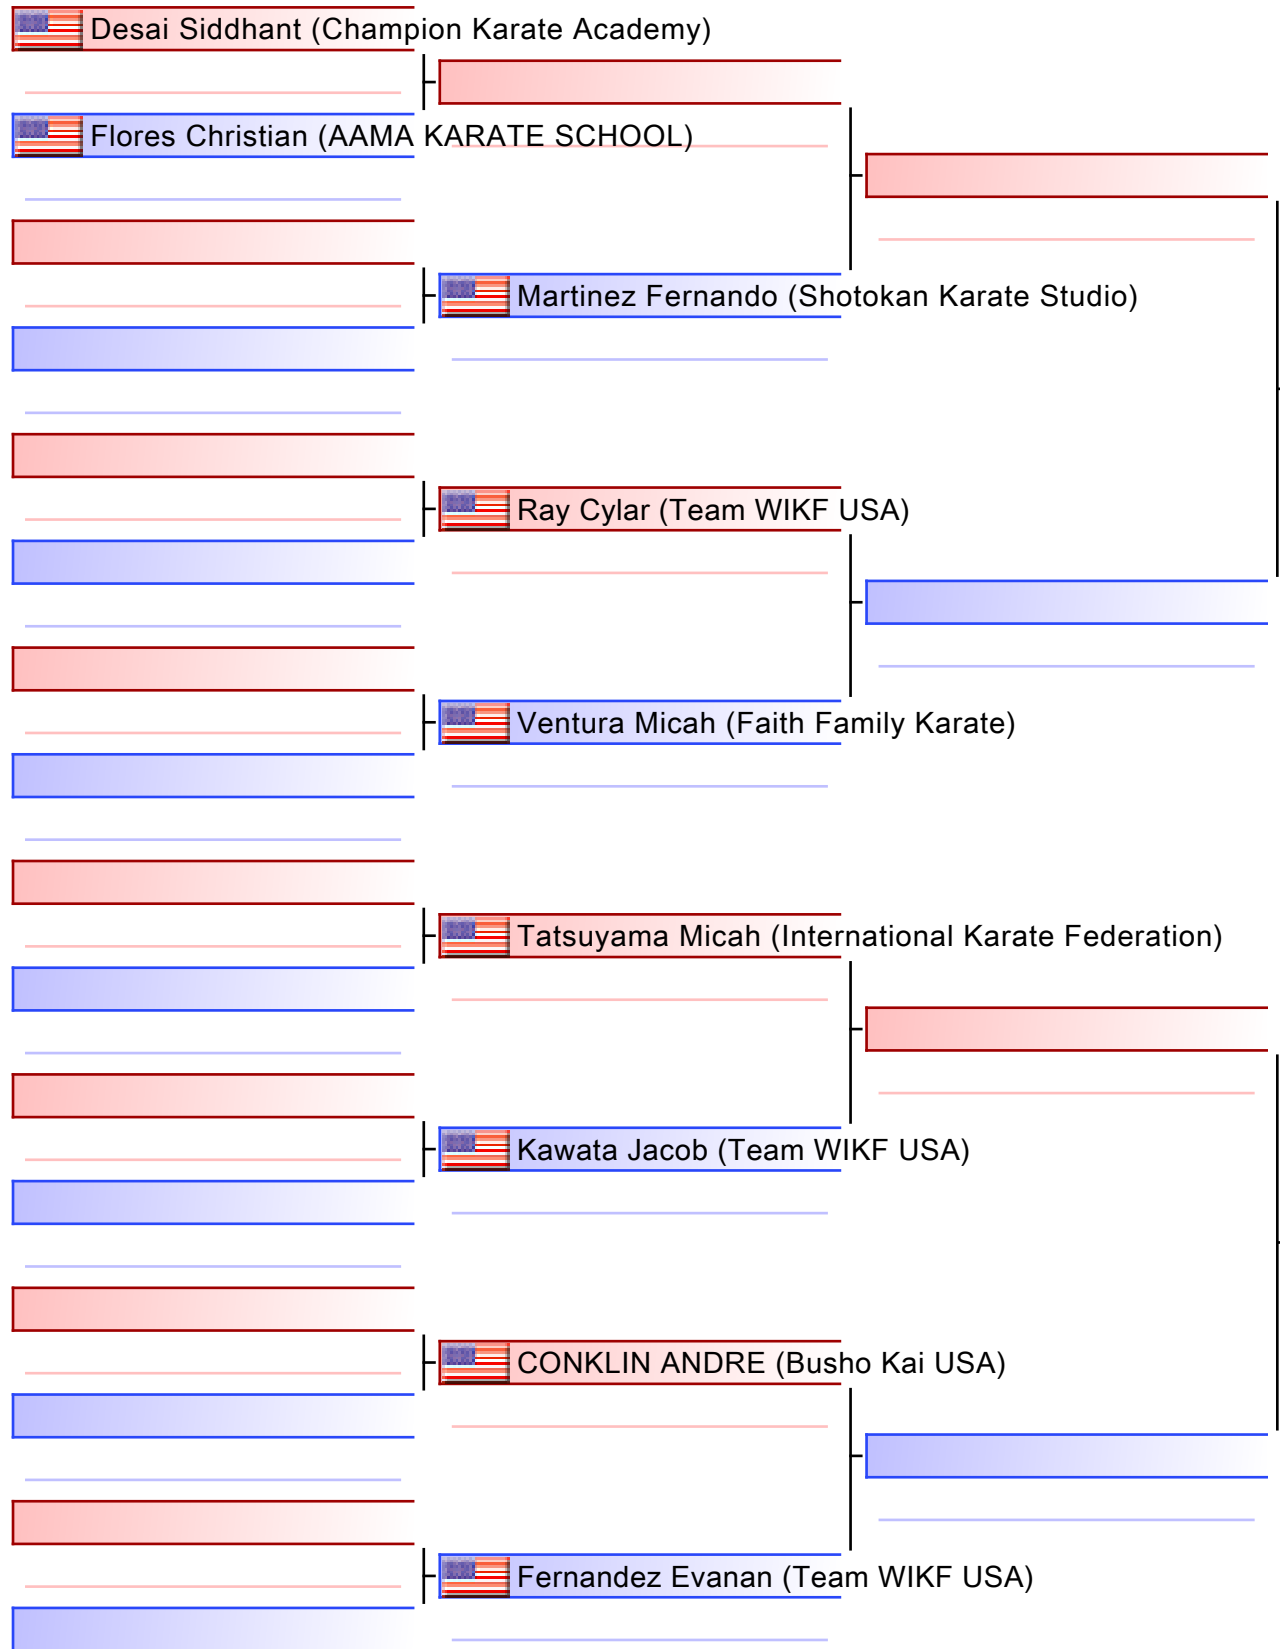 Desai Siddhant (Champion Karate Academy)
Flores Christian (AAMA KARATE SCHOOL)
Martinez Fernando (Shotokan Karate Studio)
Ray Cylar (Team WIKF USA)
Ventura Micah (Faith Family Karate)
Tatsuyama Micah (International Karate Federation)
Kawata Jacob (Team WIKF USA)
CONKLIN ANDRE (Busho Kai USA)
Fernandez Evanan (Team WIKF USA)